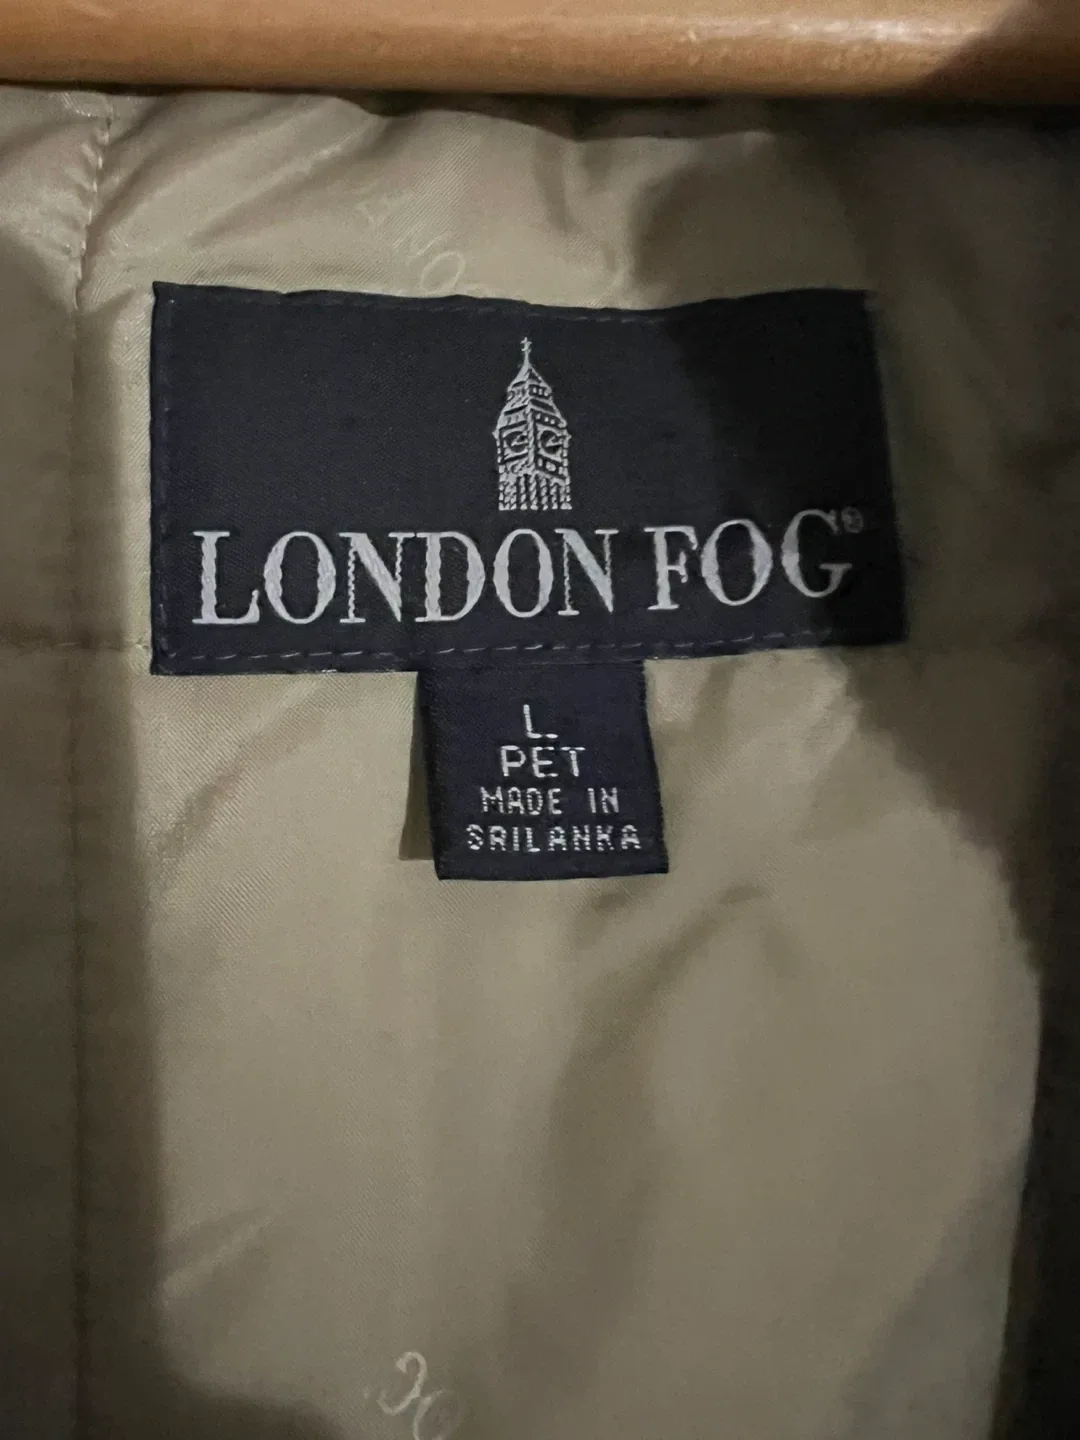 LONDON FOG®
L
PET
MADE IN
SRILANKA